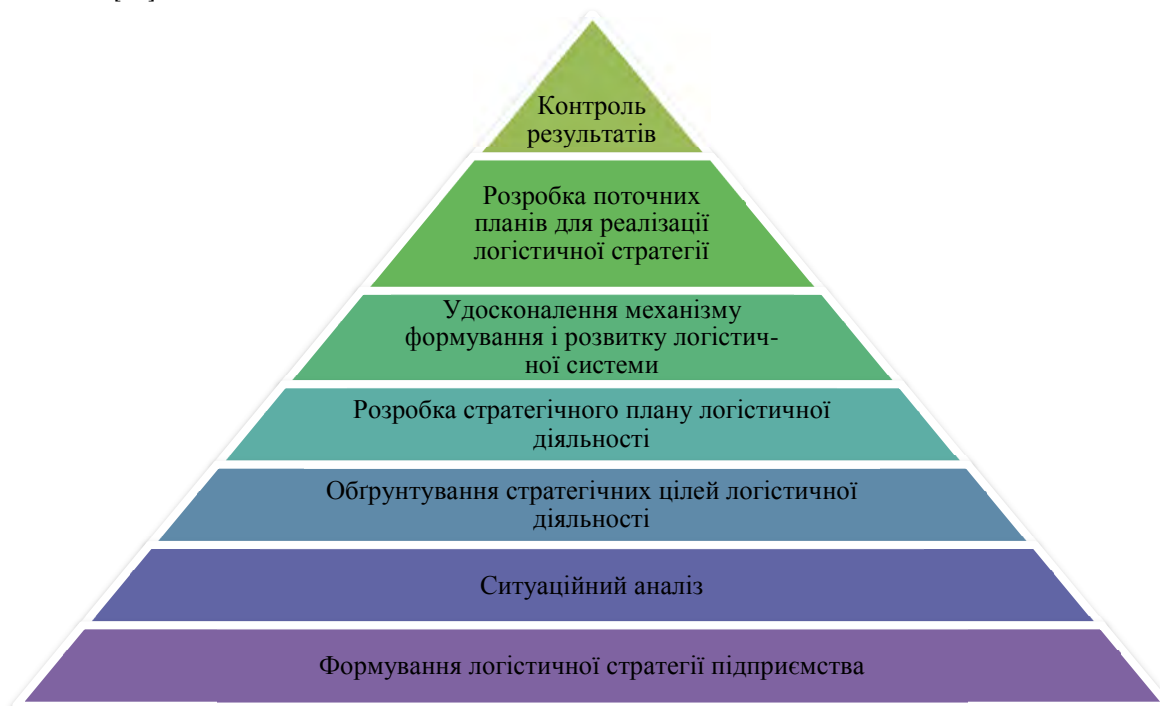 Контроль
результатів
Розробка поточних
планів для реалізації
логістичної стратегії
Удосконалення механізму
формування і розвитку логістич-
ної системи
Розробка стратегічного плану логістичної
діяльності
Обґрунтування стратегічних цілей логістичної
діяльності
Ситуаційний аналіз
Формування логістичної стратегії підприємства